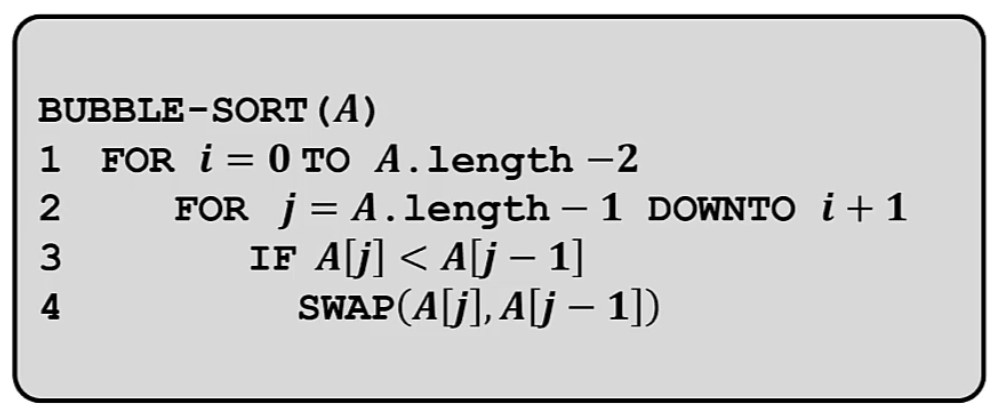 BUBBLE-SORT(A)
1 FOR i = 0 TO A.length −2
2 FOR j = A.length − 1 DOWNTO i + 1
3 IF A[j] < A[j − 1]
4 SWAP(A[j], A[j − 1])